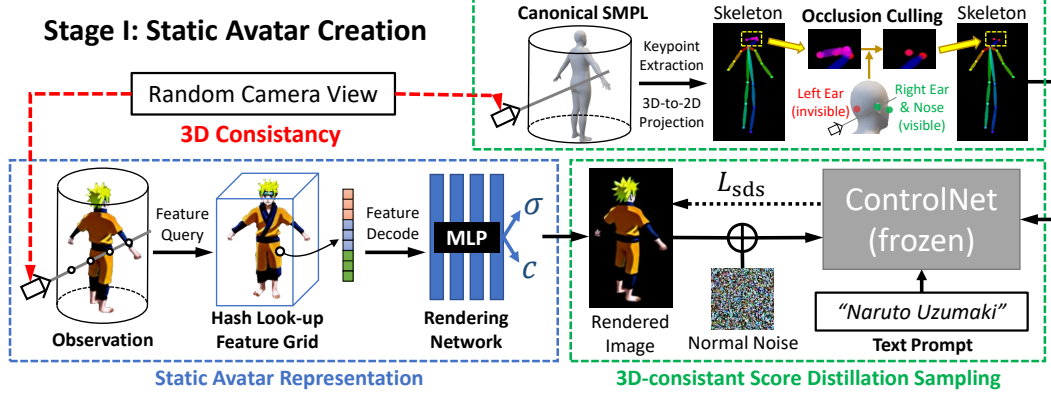 Stage I: Static Avatar Creation
Random Camera View
3D Consistancy
Canonical SMPL
Keypoint
Extraction
3D-to-2D
Projection
Skeleton
Occlusion Culling
Skeleton
Left Ear
(invisible)
Right Ear
& Nose
(visible)
Observation
Feature
Query
Hash Look-up
Feature Grid
Feature
Decode
MLP
σ
c
Rendering
Network
Static Avatar Representation
Rendered
Image
L_sds
Normal Noise
ControlNet
(frozen)
“Naruto Uzumaki”
Text Prompt
3D-consistant Score Distillation Sampling